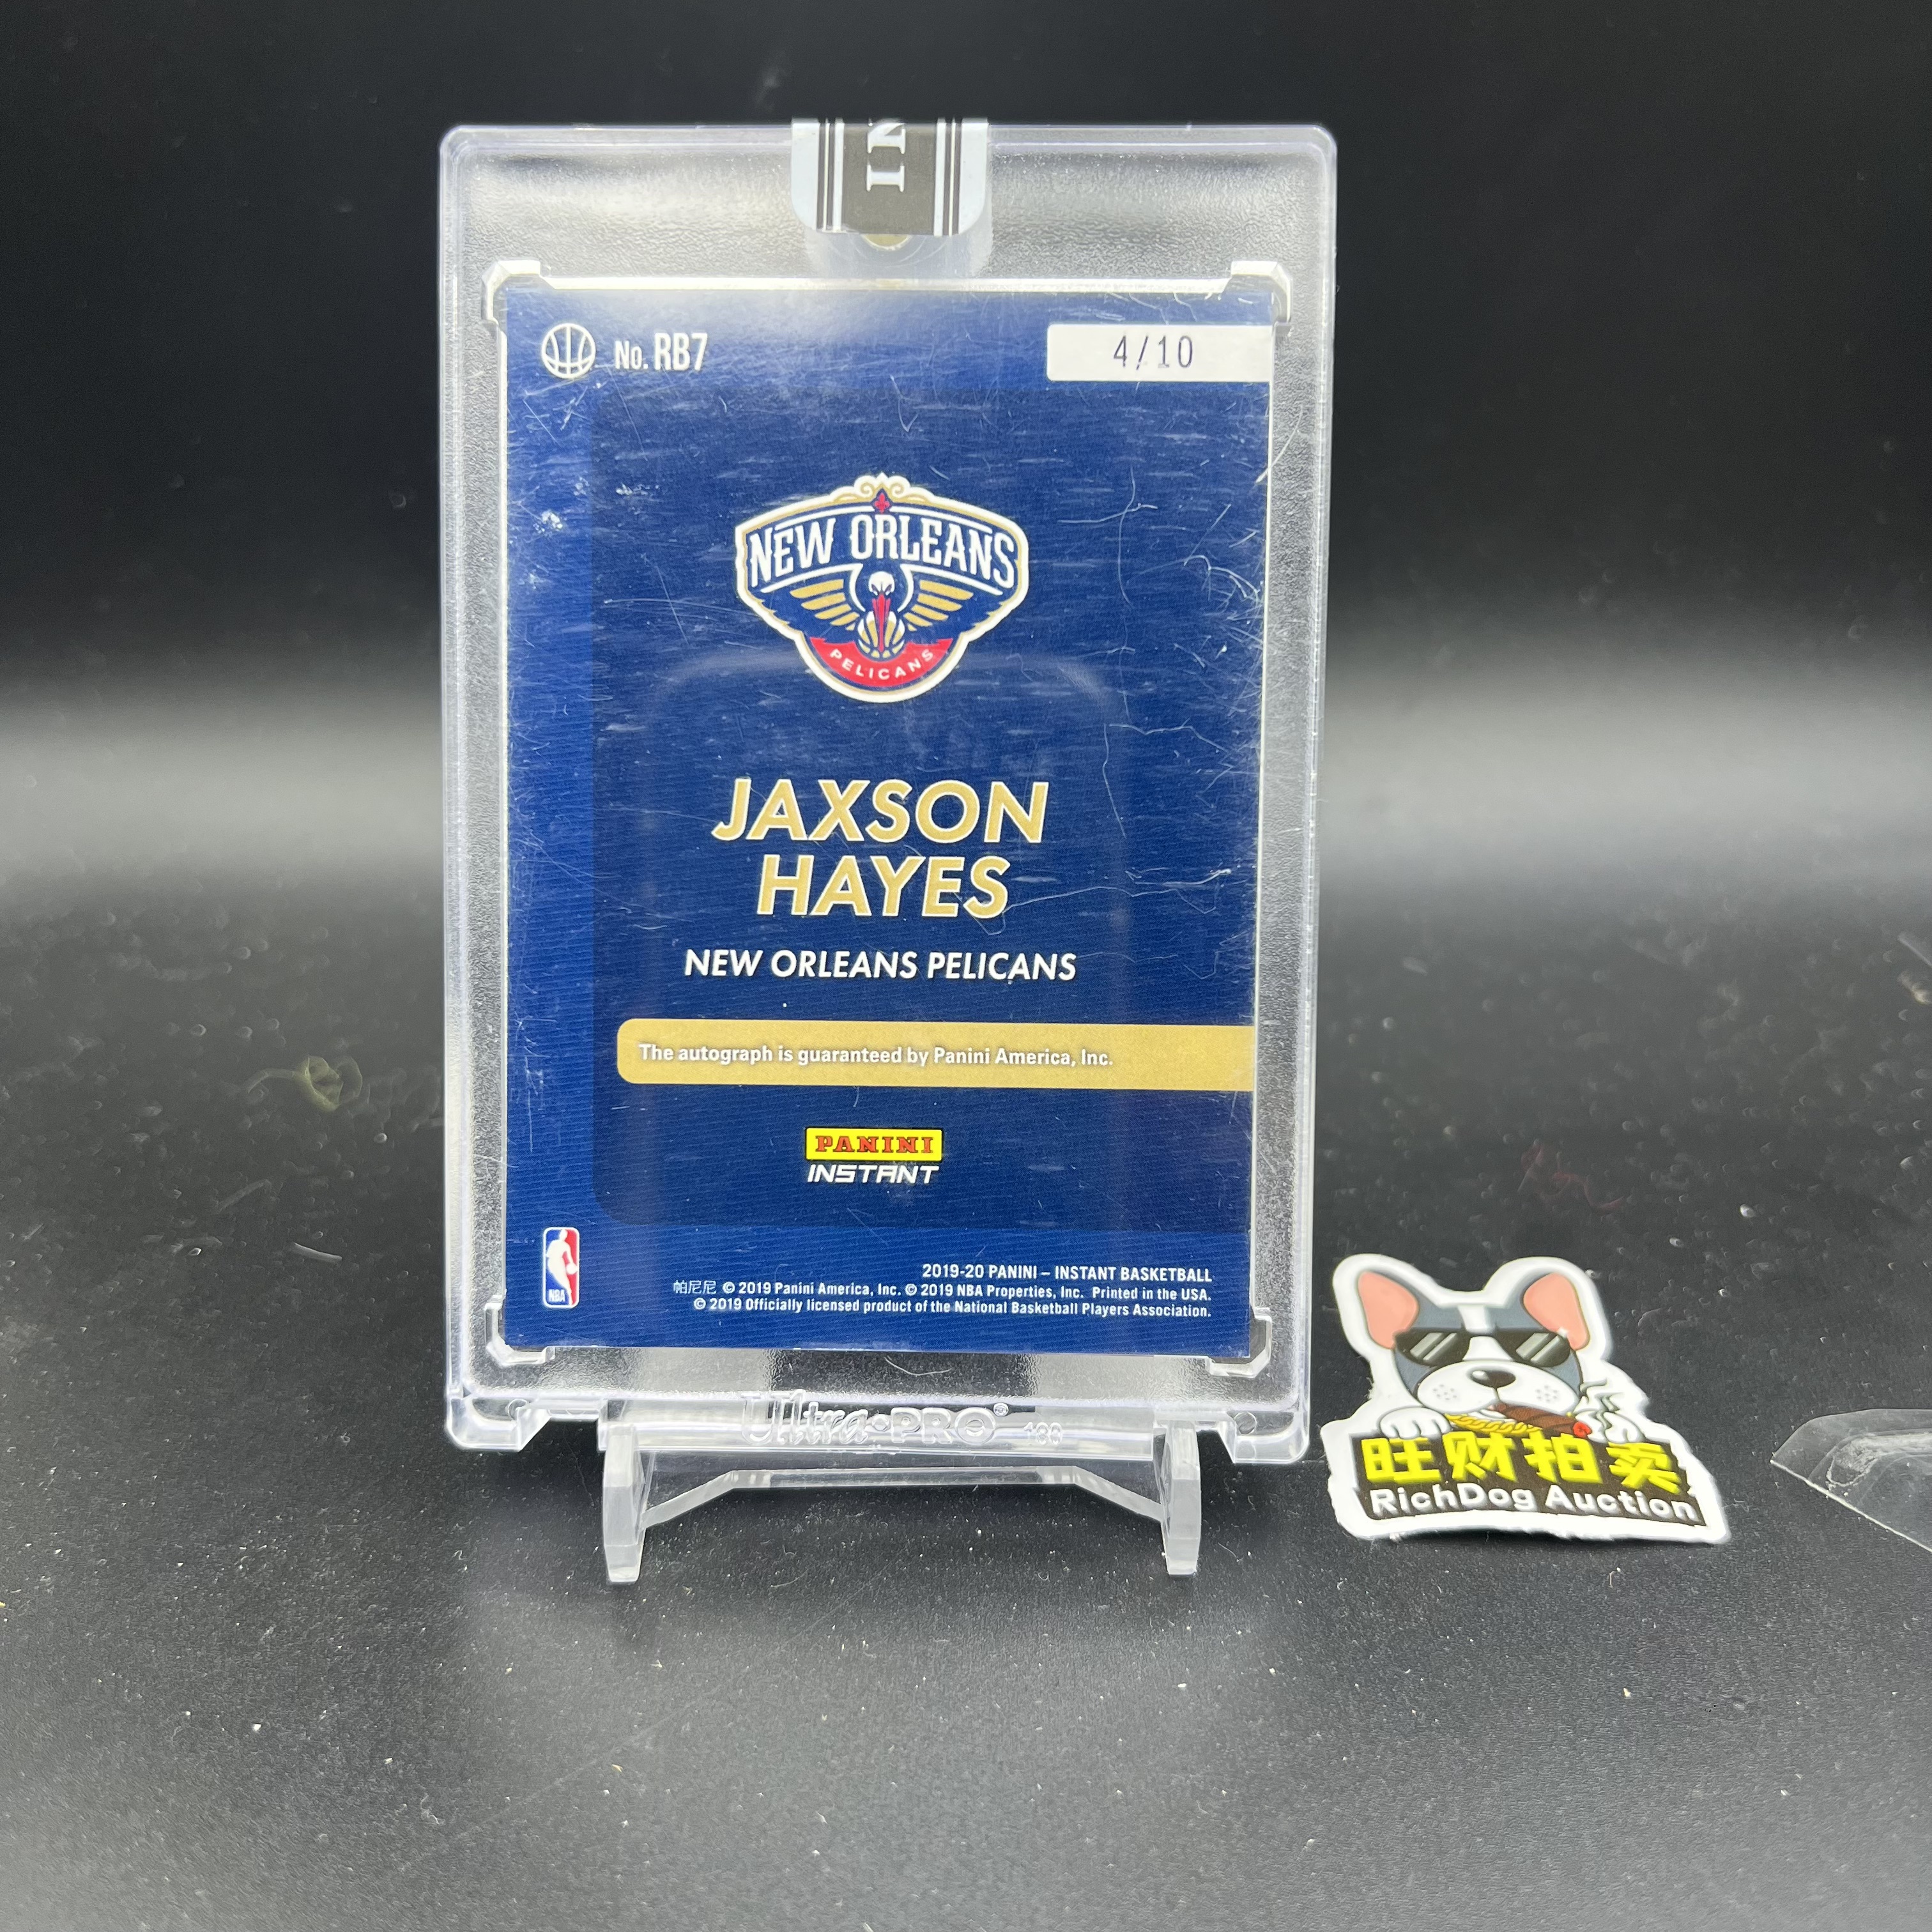 IN
No. RB7
4/10
NEW ORLEANS
PELICANS
JAXSON
HAYES
NEW ORLEANS PELICANS
The autograph is guaranteed by Panini America, Inc.
PANINI
INSTANT
NBA
2019-20 PANINI – INSTANT BASKETBALL
帕尼尼 © 2019 Panini America, Inc. © 2019 NBA Properties, Inc. Printed in the USA.
© 2019 Officially licensed product of the National Basketball Players Association.
Ultra•PRO®
旺财拍卖
RichDog Auction